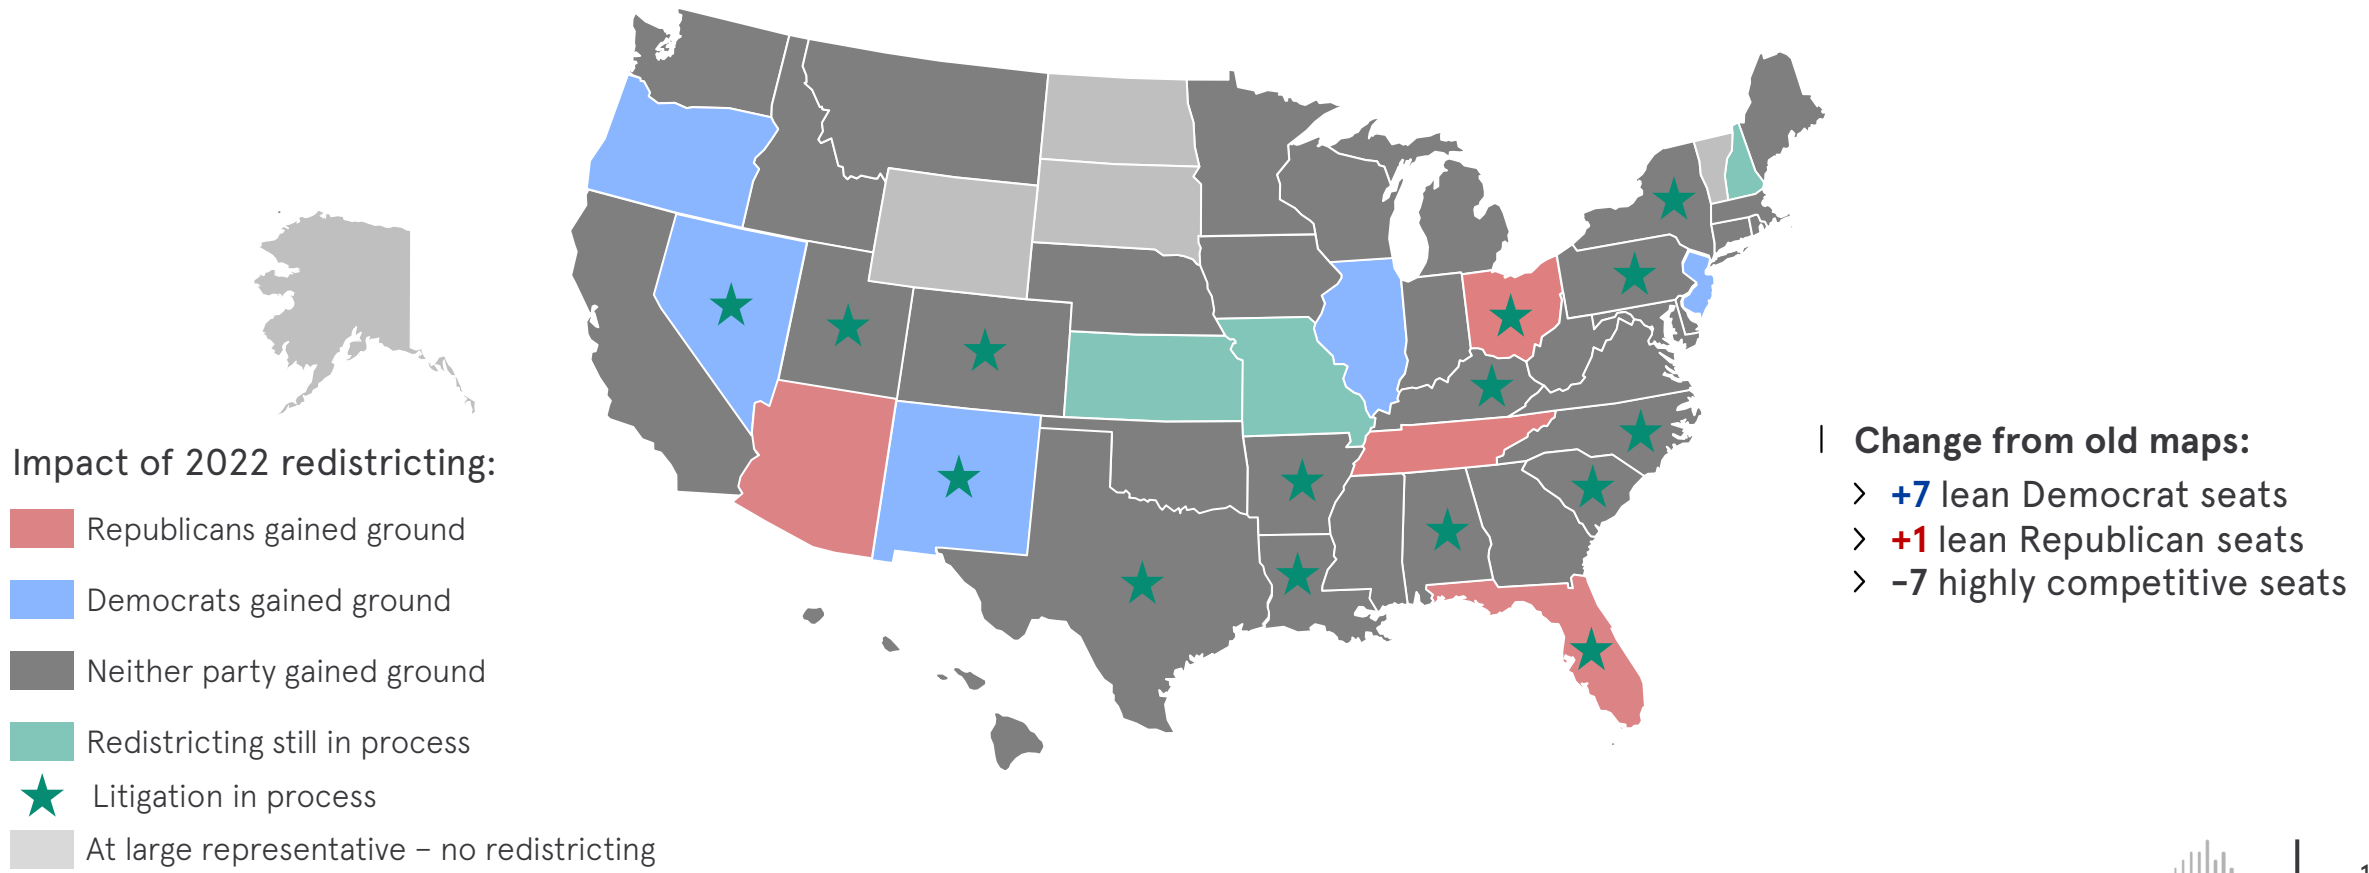 Impact of 2022 redistricting:
Republicans gained ground
Democrats gained ground
Neither party gained ground
Redistricting still in process
Litigation in process
At large representative – no redistricting
Change from old maps:
> +7 lean Democrat seats
> +1 lean Republican seats
> -7 highly competitive seats